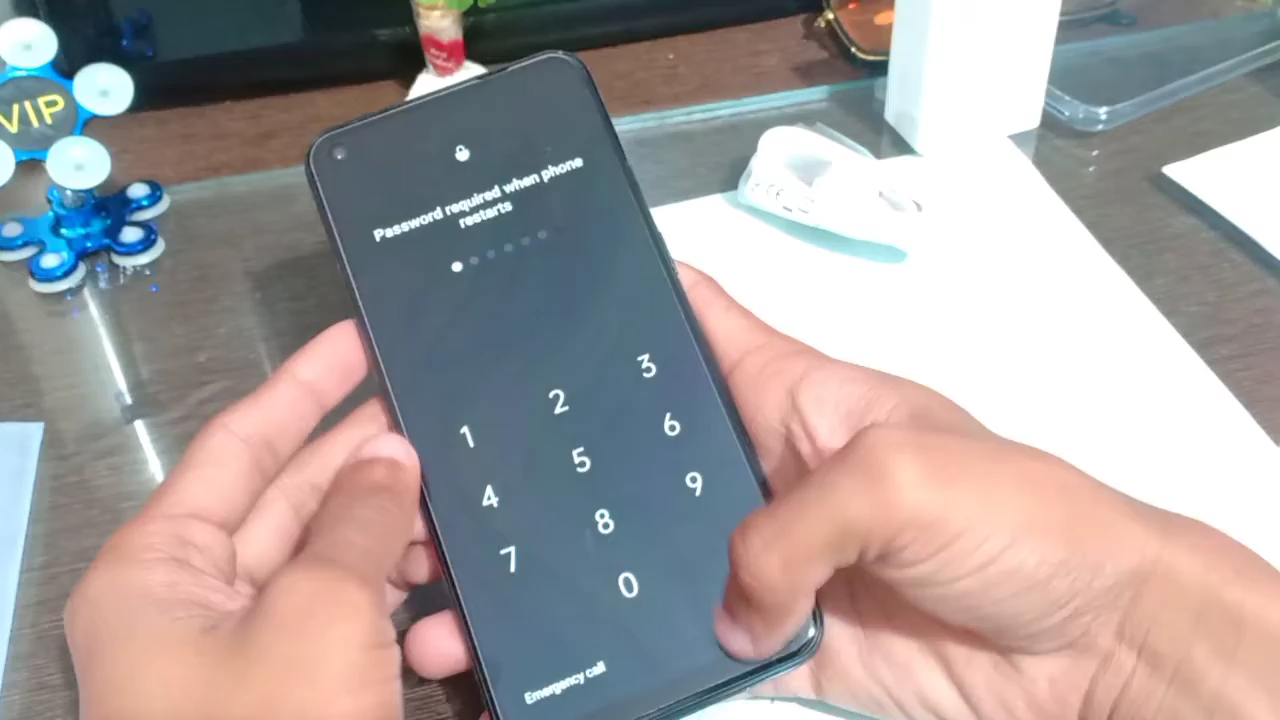 VIP
Password required when phone
restarts
1 2 3
4 5 6
7 8 9
0
Emergency call